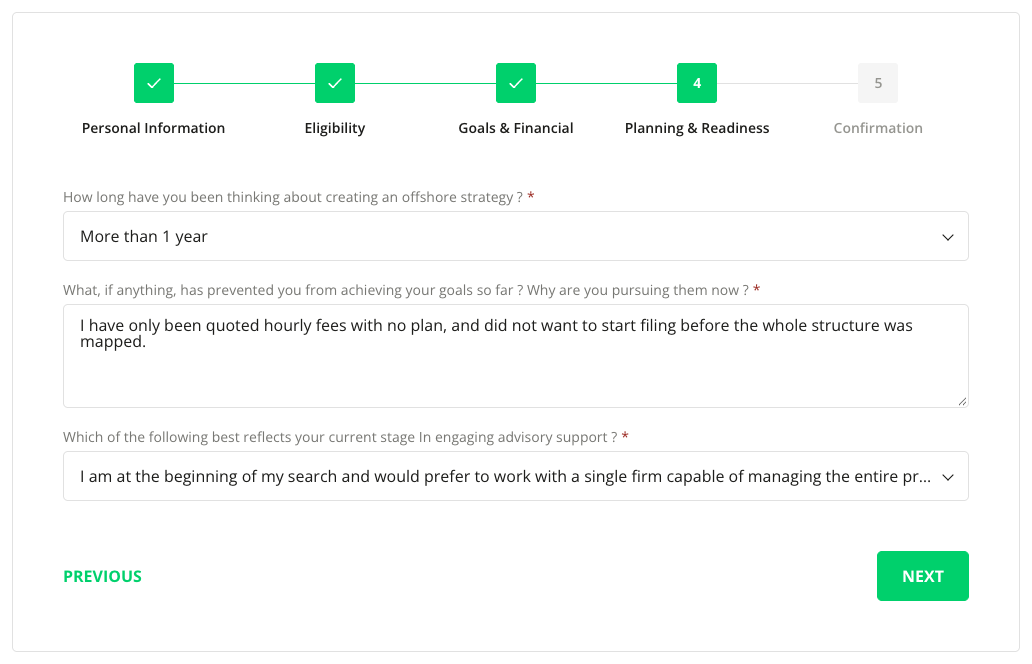 4
5
Personal Information
Eligibility
Goals & Financial
Planning & Readiness
Confirmation
How long have you been thinking about creating an offshore strategy ? *
More than 1 year
What, if anything, has prevented you from achieving your goals so far ? Why are you pursuing them now ? *
I have only been quoted hourly fees with no plan, and did not want to start filing before the whole structure was
mapped.
Which of the following best reflects your current stage In engaging advisory support ? *
I am at the beginning of my search and would prefer to work with a single firm capable of managing the entire pr...
PREVIOUS
NEXT